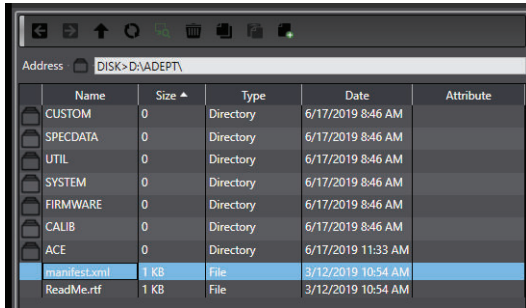 Address DISK>D:\ADEPT\
Name Size Type Date Attribute
CUSTOM 0 Directory 6/17/2019 8:46 AM
SPECDATA 0 Directory 6/17/2019 8:46 AM
UTIL 0 Directory 6/17/2019 8:46 AM
SYSTEM 0 Directory 6/17/2019 8:46 AM
FIRMWARE 0 Directory 6/17/2019 8:46 AM
CALIB 0 Directory 6/17/2019 8:46 AM
ACE 0 Directory 6/17/2019 11:33 AM
manifest.xml 1 KB File 3/12/2019 10:54 AM
ReadMe.rtf 1 KB File 3/12/2019 10:54 AM